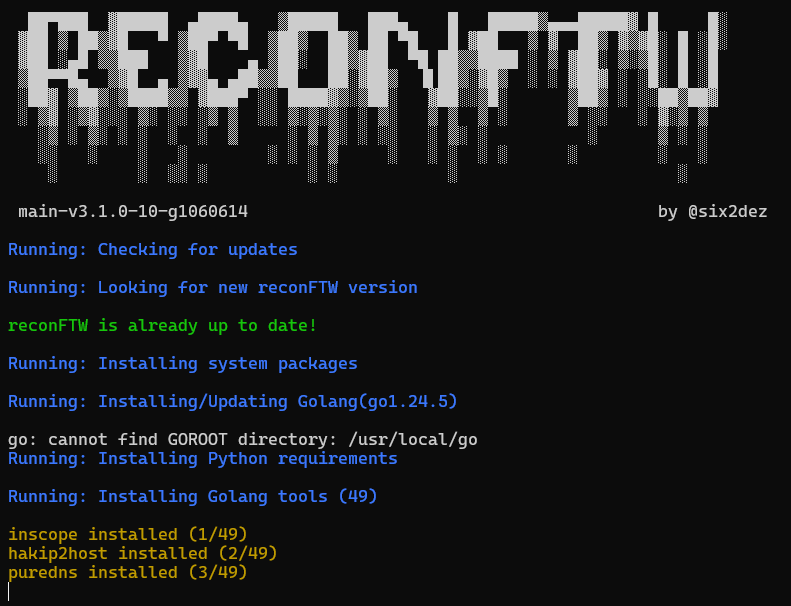 RECONFTW
main-v3.1.0-10-g1060614 by @six2dez
Running: Checking for updates
Running: Looking for new reconFTW version
reconFTW is already up to date!
Running: Installing system packages
Running: Installing/Updating Golang(go1.24.5)
go: cannot find GOROOT directory: /usr/local/go
Running: Installing Python requirements
Running: Installing Golang tools (49)
inscope installed (1/49)
hakip2host installed (2/49)
puredns installed (3/49)